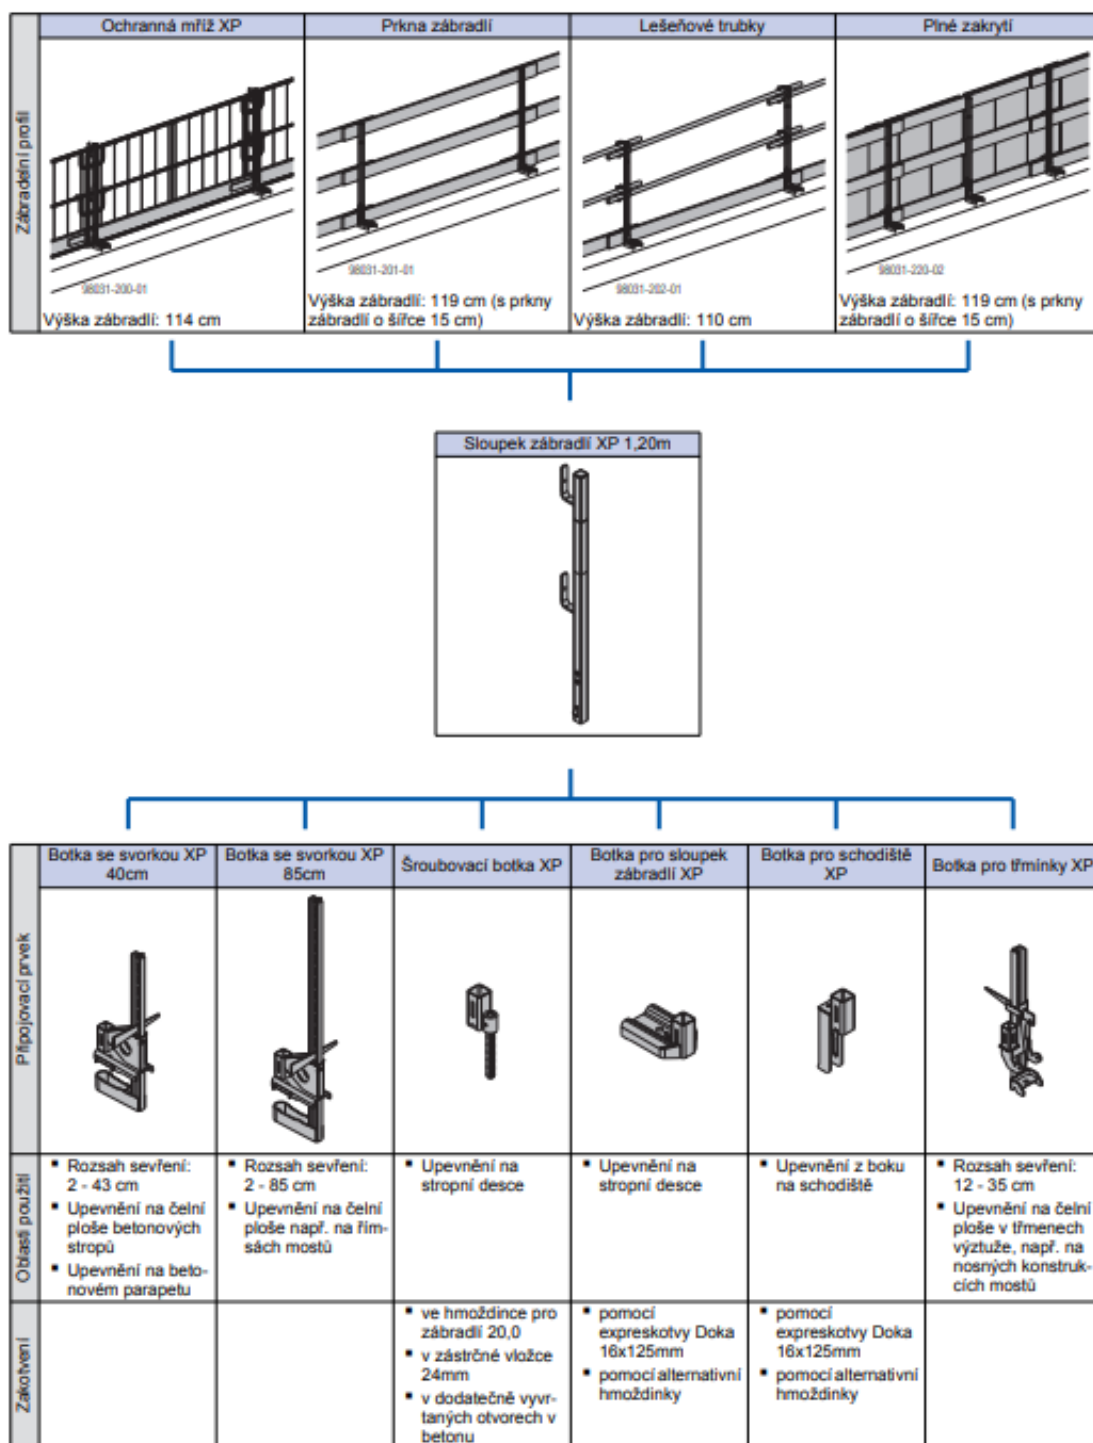 Ochranná mříž XP
Prkna zábradlí
Lešeňové trubky
Plné zakrytí
Zábradelní profil
98031-200-01
98031-201-01
98031-202-01
98031-220-02
Výška zábradlí: 114 cm
Výška zábradlí: 119 cm (s prkny
zábradlí o šířce 15 cm)
Výška zábradlí: 110 cm
Výška zábradlí: 119 cm (s prkny
zábradlí o šířce 15 cm)
Sloupek zábradlí XP 1,20m
Botka se svorkou XP
40cm
Botka se svorkou XP
85cm
Šroubovací botka XP
Botka pro sloupek
zábradlí XP
Botka pro schodiště
XP
Botka pro třmínky XP
Připojovací prvek
Oblasti použití
▪ Rozsah sevření:
2 - 43 cm
▪ Upevnění na čelní
ploše betonových
stropů
▪ Upevnění na beto-
novém parapetu
▪ Rozsah sevření:
2 - 85 cm
▪ Upevnění na čelní
ploše např. na řím-
sách mostů
▪ Upevnění na
stropní desce
▪ Upevnění na
stropní desce
▪ Upevnění z boku
na schodiště
▪ Rozsah sevření:
12 - 35 cm
▪ Upevnění na čelní
ploše v třmenech
výztuže, např. na
nosných konstruk-
cích mostů
Zakotvení
▪ ve hmoždince pro
zábradlí 20,0
▪ v zástrčné vložce
24mm
▪ v dodatečně vyvr-
taných otvorech v
betonu
▪ pomocí
expreskotvy Doka
16x125mm
▪ pomocí alternativní
hmoždinky
▪ pomocí
expreskotvy Doka
16x125mm
▪ pomocí alternativní
hmoždinky